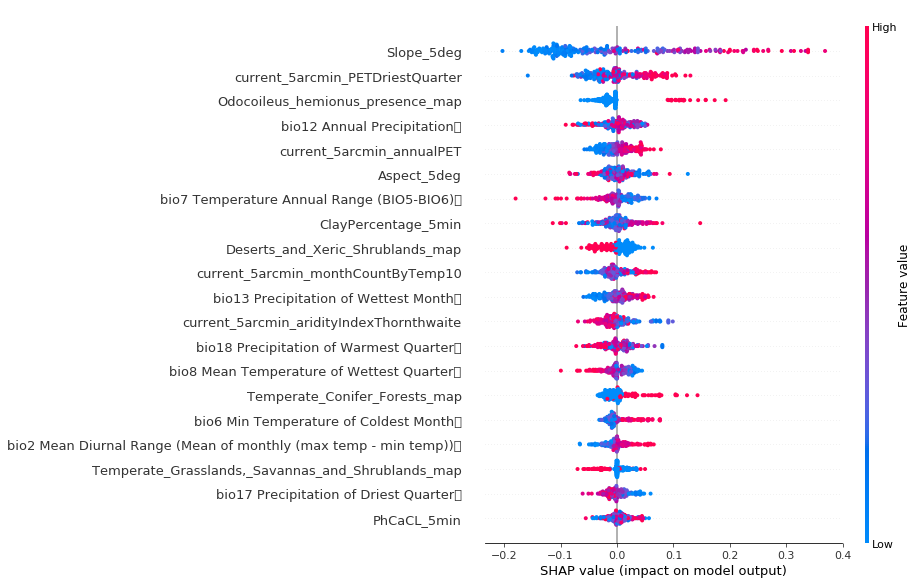 High
Slope_5deg
current_5arcmin_PETDriestQuarter
Odocoileus_hemionus_presence_map
bio12 Annual Precipitation▯
current_5arcmin_annualPET
Aspect_5deg
bio7 Temperature Annual Range (BIO5-BIO6)▯
ClayPercentage_5min
Deserts_and_Xeric_Shrublands_map
current_5arcmin_monthCountByTemp10
bio13 Precipitation of Wettest Month▯
current_5arcmin_aridityIndexThornthwaite
bio18 Precipitation of Warmest Quarter▯
bio8 Mean Temperature of Wettest Quarter▯
Temperate_Conifer_Forests_map
bio6 Min Temperature of Coldest Month▯
bio2 Mean Diurnal Range (Mean of monthly (max temp - min temp))▯
Temperate_Grasslands,_Savannas_and_Shrublands_map
bio17 Precipitation of Driest Quarter▯
PhCaCL_5min
Feature value
Low
−0.2 −0.1 0.0 0.1 0.2 0.3 0.4
SHAP value (impact on model output)